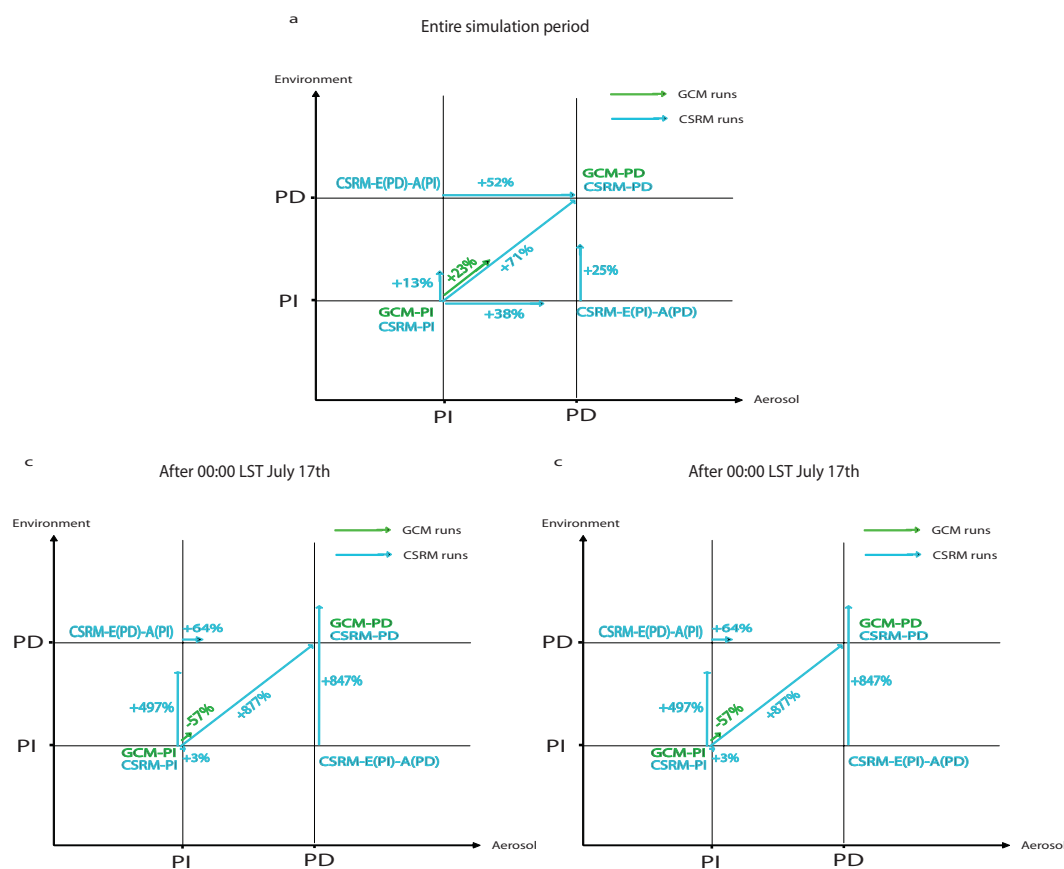 a
Entire simulation period
Environment
GCM runs
CSRM runs
CSRM-E(PD)-A(PI)
+52%
GCM-PD
CSRM-PD
PD
+23%
+71%
+13%
+25%
PI
GCM-PI
CSRM-PI
+38%
CSRM-E(PI)-A(PD)
Aerosol
PI
PD
c
After 00:00 LST July 17th
Environment
GCM runs
CSRM runs
CSRM-E(PD)-A(PI)
+64%
GCM-PD
CSRM-PD
PD
+497%
-57%
+877%
+847%
PI
GCM-PI
CSRM-PI
+3%
CSRM-E(PI)-A(PD)
Aerosol
PI
PD
c
After 00:00 LST July 17th
Environment
GCM runs
CSRM runs
CSRM-E(PD)-A(PI)
+64%
GCM-PD
CSRM-PD
PD
+497%
-57%
+877%
+847%
PI
GCM-PI
CSRM-PI
+3%
CSRM-E(PI)-A(PD)
Aerosol
PI
PD